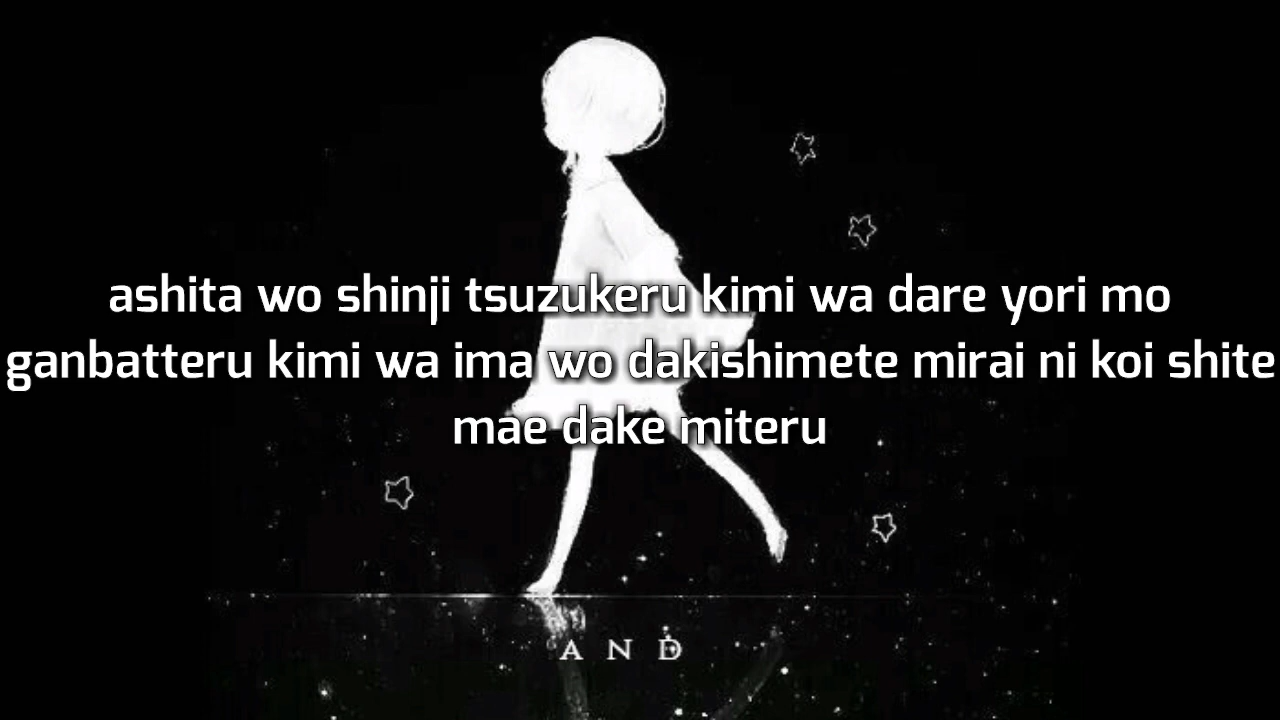 ashita wo shinji tsuzukeru kimi wa dare yori mo
ganbatteru kimi wa ima wo dakishimete mirai ni koi shite
mae dake miteru
AND